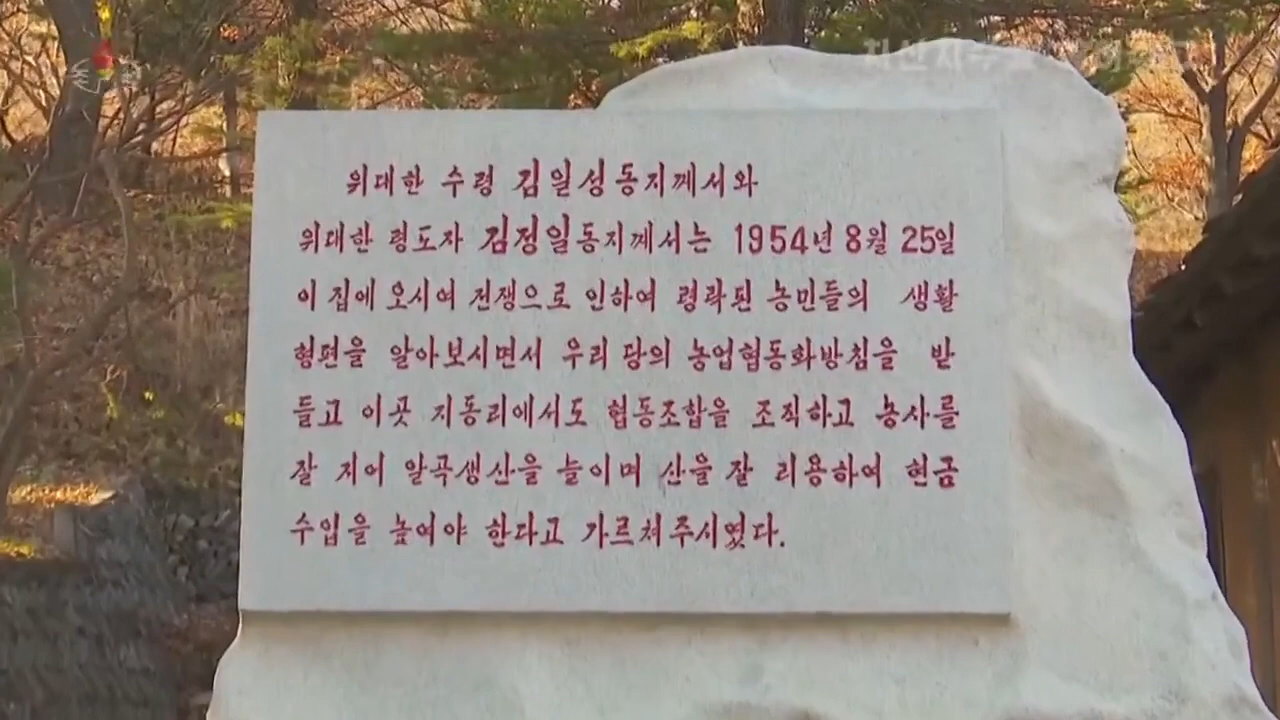 위대한 수령 김일성동지께서와
위대한 령도자 김정일동지께서는 1954년 8월 25일
이 집에 오시여 전쟁으로 인하여 령락된 농민들의 생활
형편을 알아보시면서 우리 당의 농업협동화방침을 받
들고 이곳 지동리에서도 협동조합을 조직하고 농사를
잘 지어 알곡생산을 늘이며 산을 잘 리용하여 현금
수입을 높여야 한다고 가르쳐주시였다.